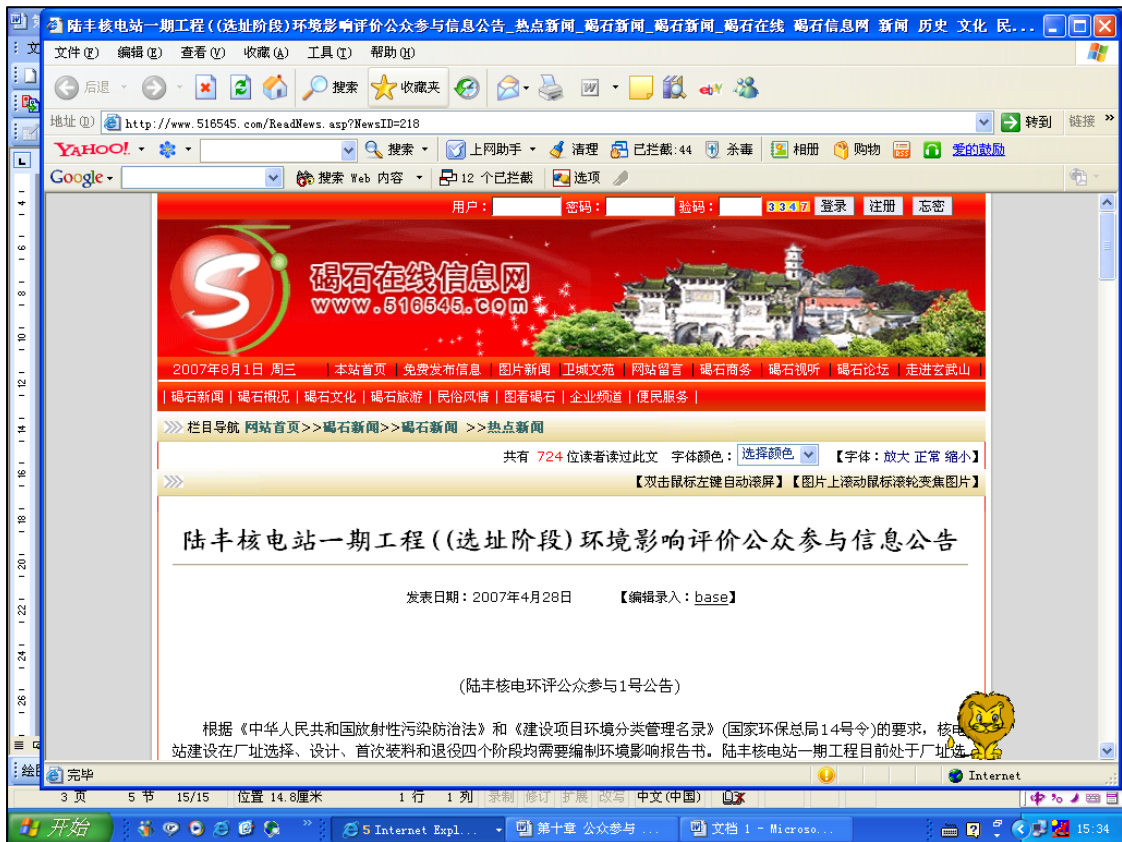 陆丰核电站一期工程((选址阶段)环境影响评价公众参与信息公告_热点新闻_碣石新闻_碣石新闻_碣石在线 碣石信息网 新闻 历史 文化 民...
文件(F) 编辑(E) 查看(V) 收藏(A) 工具(T) 帮助(H)
后退 搜索 收藏夹
地址(D) http://www.516545.com/ReadNews.asp?NewsID=218 转到 链接 »
YAHOO! 搜索 上网助手 清理 已拦截:44 杀毒 相册 购物 爱的鼓励
Google 搜索 Web 内容 12 个已拦截 选项
用户： 密码： 验码： 3347 登录 注册 忘密
碣石在线信息网
www.516545.com
2007年8月1日 周三 | 本站首页 | 免费发布信息 | 图片新闻 | 卫城文苑 | 网站留言 | 碣石商务 | 碣石视听 | 碣石论坛 | 走进玄武山 |
| 碣石新闻 | 碣石概况 | 碣石文化 | 碣石旅游 | 民俗风情 | 图看碣石 | 企业频道 | 便民服务 |
栏目导航 网站首页>>碣石新闻>>碣石新闻 >>热点新闻
共有 724 位读者读过此文 字体颜色： 选择颜色 【字体：放大 正常 缩小】
【双击鼠标左键自动滚屏】【图片上滚动鼠标滚轮变焦图片】
陆丰核电站一期工程((选址阶段)环境影响评价公众参与信息公告
发表日期：2007年4月28日 【编辑录入：base】
(陆丰核电环评公众参与1号公告)
根据《中华人民共和国放射性污染防治法》和《建设项目环境分类管理名录》(国家环保总局14号令)的要求，核电
站建设在厂址选择、设计、首次装料和退役四个阶段均需要编制环境影响报告书。陆丰核电站一期工程目前处于厂址选
完毕 Internet
3 页 5 节 15/15 位置 14.8厘米 1 行 1 列 录制 修订 扩展 改写 中文(中国)
开始 5 Internet Expl... 第十章 公众参与 ... 文档 1 - Microso... 15:34